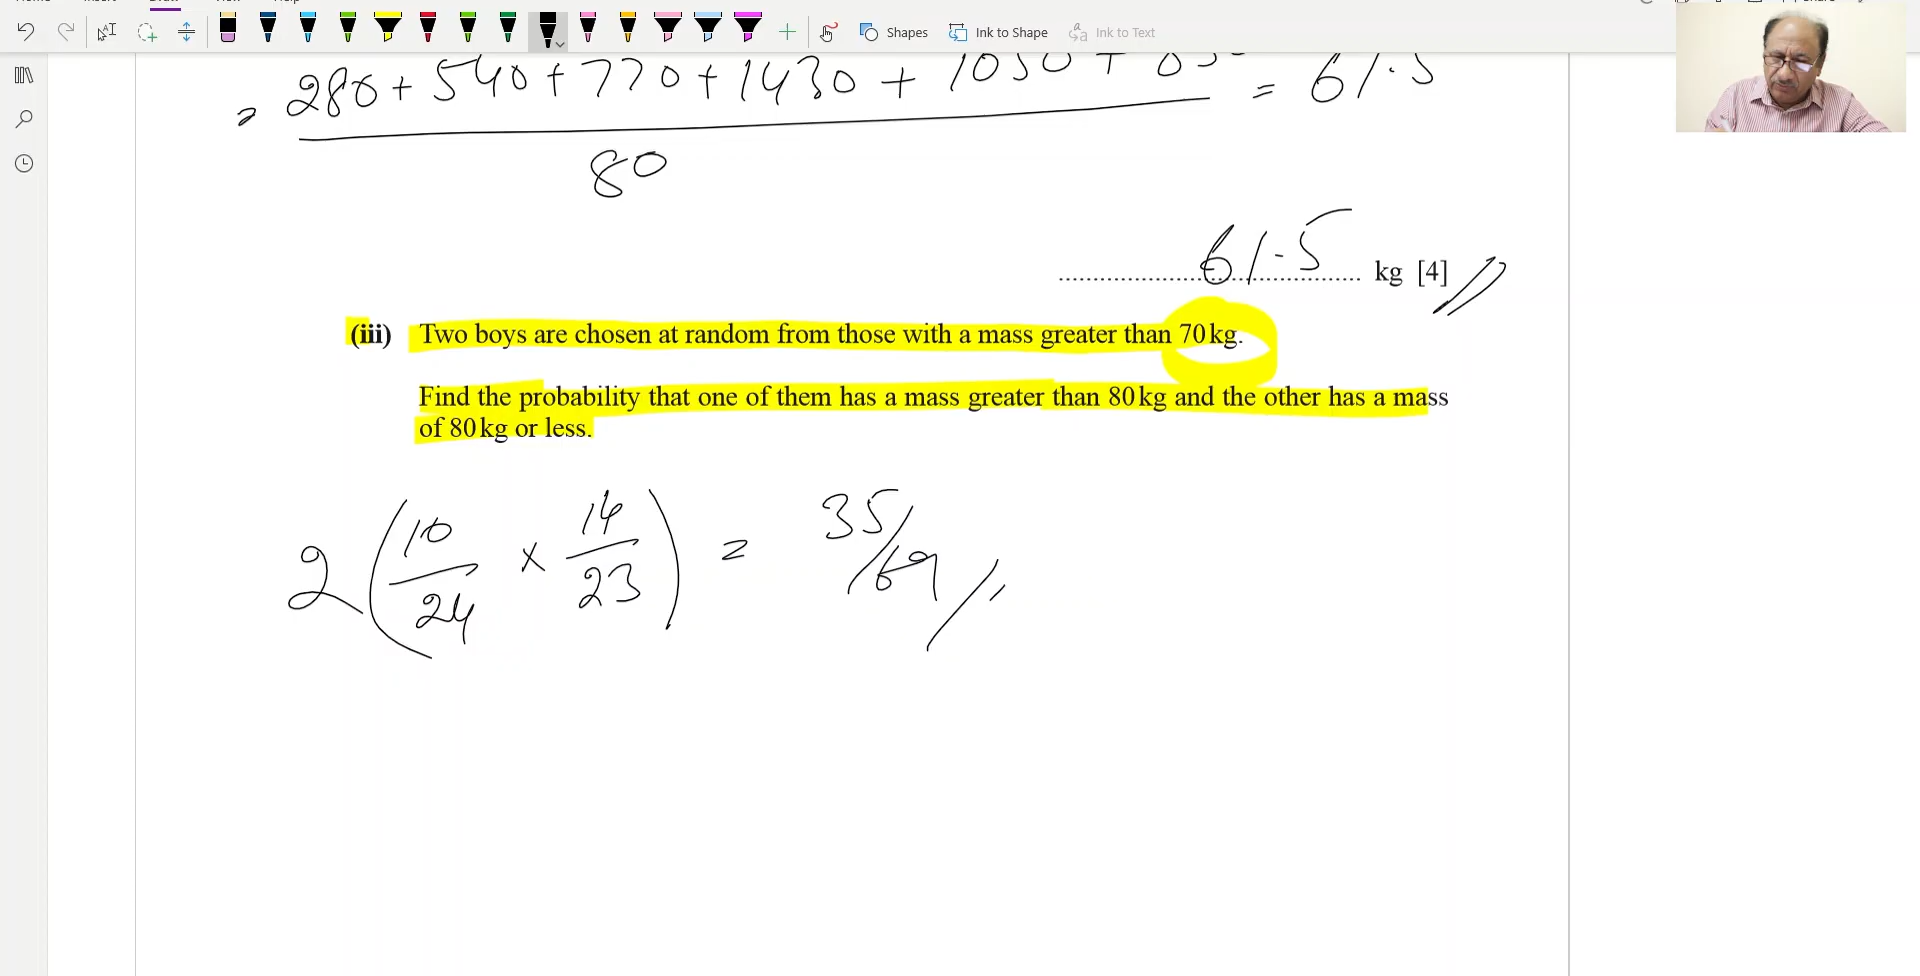 Shapes
Ink to Shape
Ink to Text
280 + 540 + 770 + 1430 + 1050 + = 61.5
80
61.5 kg [4]
(iii) Two boys are chosen at random from those with a mass greater than 70 kg.
Find the probability that one of them has a mass greater than 80 kg and the other has a mass
of 80 kg or less.
2 (10/24 × 14/23) = 35/69